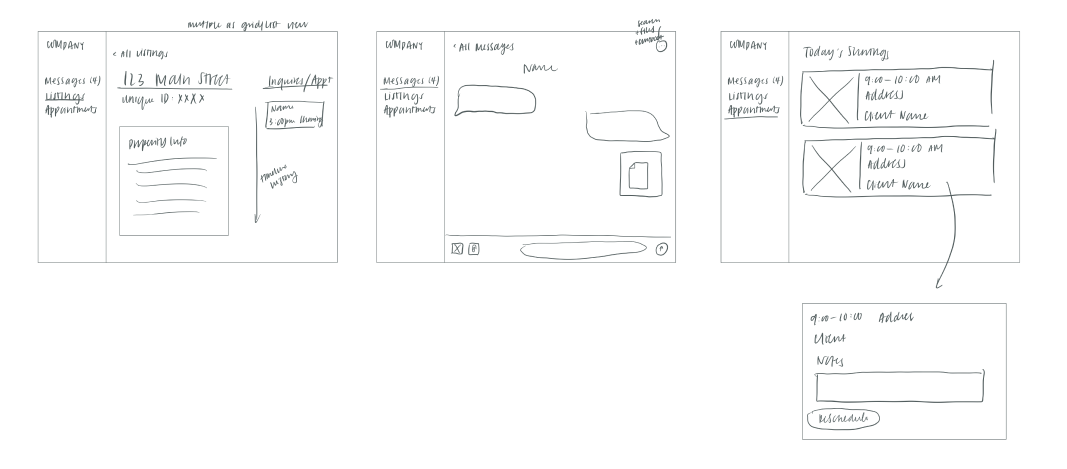 multiple as grid/list view
COMPANY
Messages (4)
Listings
Appointments
< All Listings
123 Main Street
Unique ID: XXXX
Property Info
Inquiries/Appt
Name
3:00pm Showing
timeline
history
COMPANY
Messages (4)
Listings
Appointments
< All Messages
search
+ files/
Name
COMPANY
Messages (4)
Listings
Appointments
Today's Showings
9:00 - 10:00 AM
Address
Client Name
9:00 - 10:00 AM
Address
Client Name
9:00 - 10:00 Address
Client
Notes
Reschedule